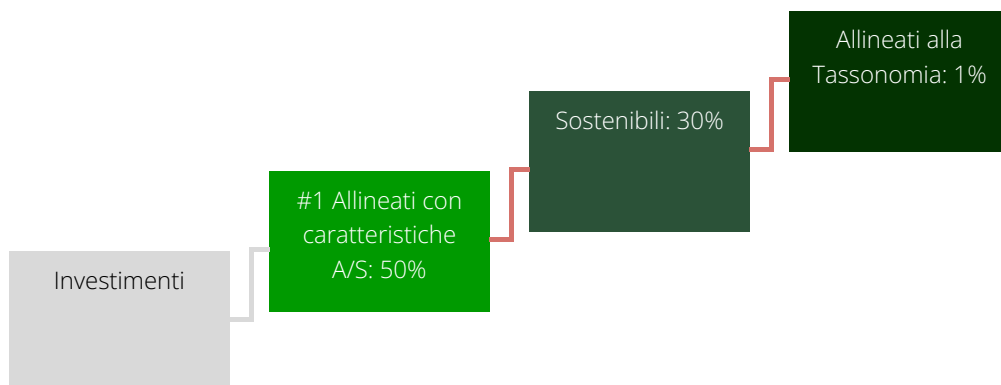 Allineati alla
Tassonomia: 1%
Sostenibili: 30%
#1 Allineati con
caratteristiche
A/S: 50%
Investimenti